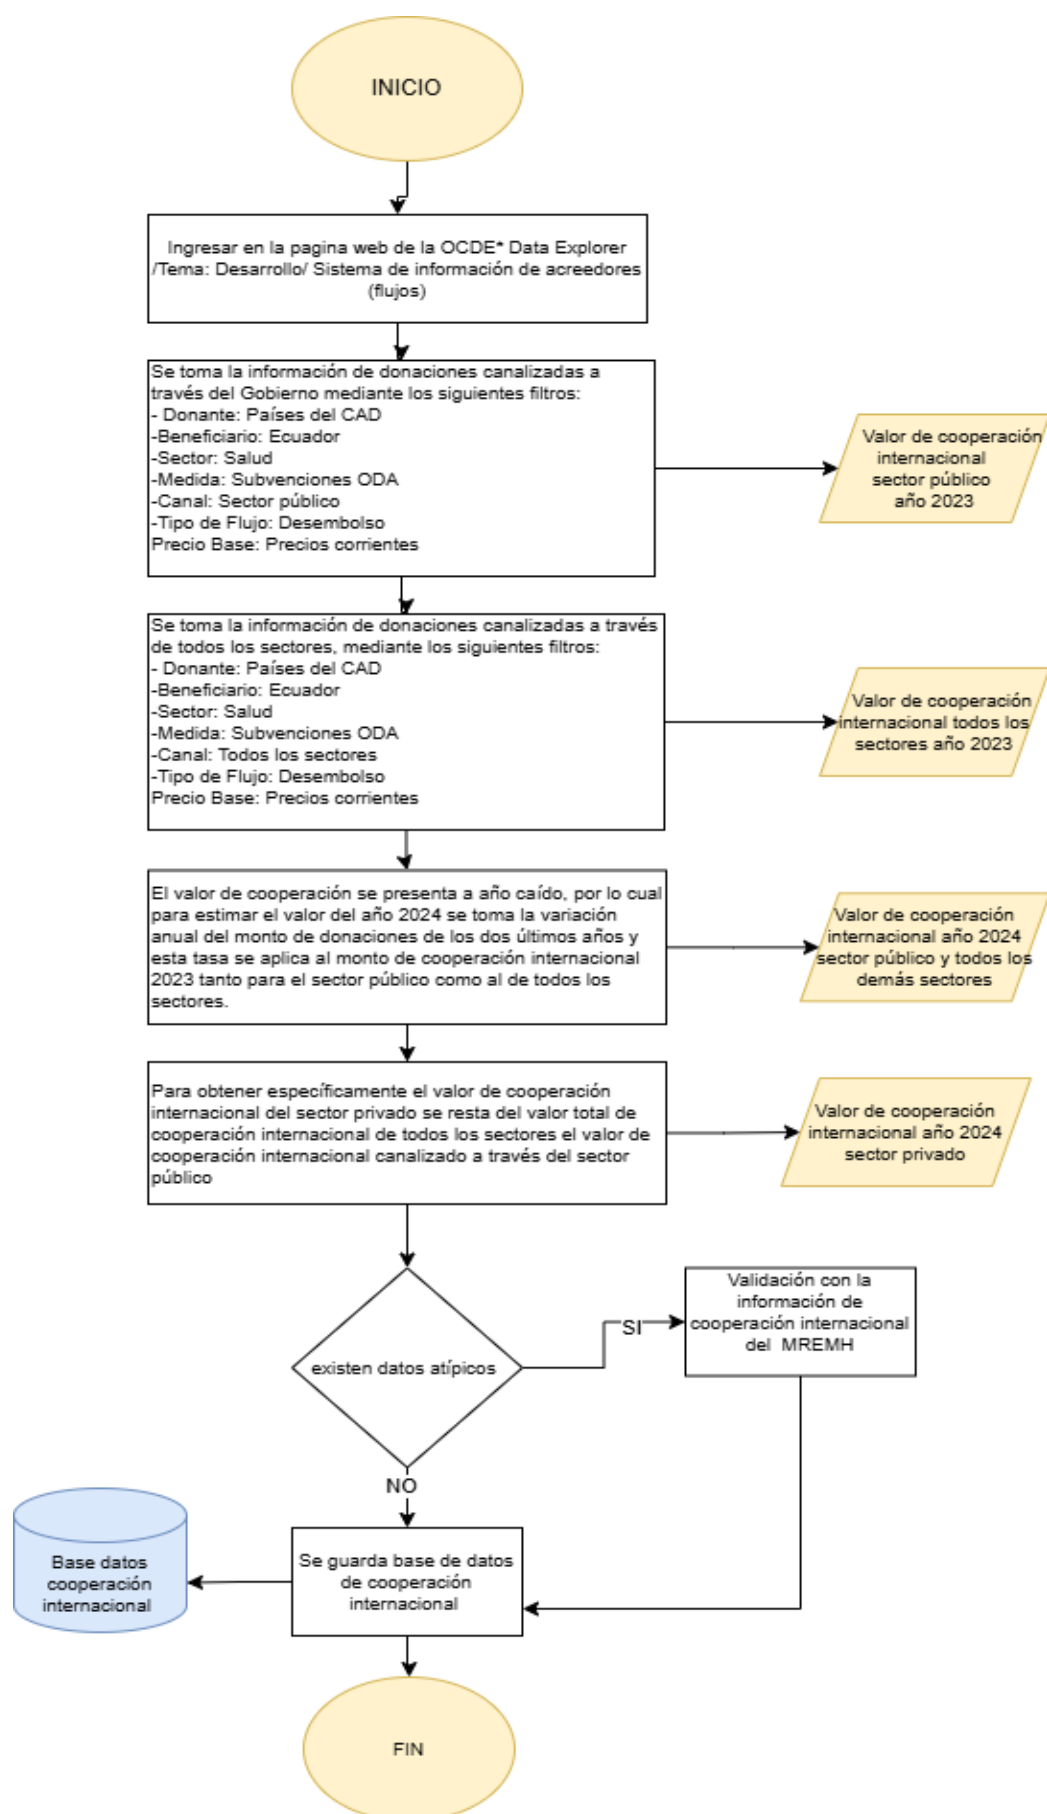 INICIO
Ingresar en la pagina web de la OCDE* Data Explorer
/Tema: Desarrollo/ Sistema de información de acreedores
(flujos)
Se toma la información de donaciones canalizadas a
través del Gobierno mediante los siguientes filtros:
- Donante: Países del CAD
-Beneficiario: Ecuador
-Sector: Salud
-Medida: Subvenciones ODA
-Canal: Sector público
-Tipo de Flujo: Desembolso
Precio Base: Precios corrientes
Valor de cooperación
internacional
sector público
año 2023
Se toma la información de donaciones canalizadas a través
de todos los sectores, mediante los siguientes filtros:
- Donante: Países del CAD
-Beneficiario: Ecuador
-Sector: Salud
-Medida: Subvenciones ODA
-Canal: Todos los sectores
-Tipo de Flujo: Desembolso
Precio Base: Precios corrientes
Valor de cooperación
internacional todos los
sectores año 2023
El valor de cooperación se presenta a año caído, por lo cual
para estimar el valor del año 2024 se toma la variación
anual del monto de donaciones de los dos últimos años y
esta tasa se aplica al monto de cooperación internacional
2023 tanto para el sector público como al de todos los
sectores.
Valor de cooperación
internacional año 2024
sector público y todos los
demás sectores
Para obtener específicamente el valor de cooperación
internacional del sector privado se resta del valor total de
cooperación internacional de todos los sectores el valor de
cooperación internacional canalizado a través del sector
público
Valor de cooperación
internacional año 2024
sector privado
existen datos atípicos
SI
Validación con la
información de
cooperación internacional
del MREMH
NO
Se guarda base de datos
de cooperación
internacional
Base datos
cooperación
internacional
FIN